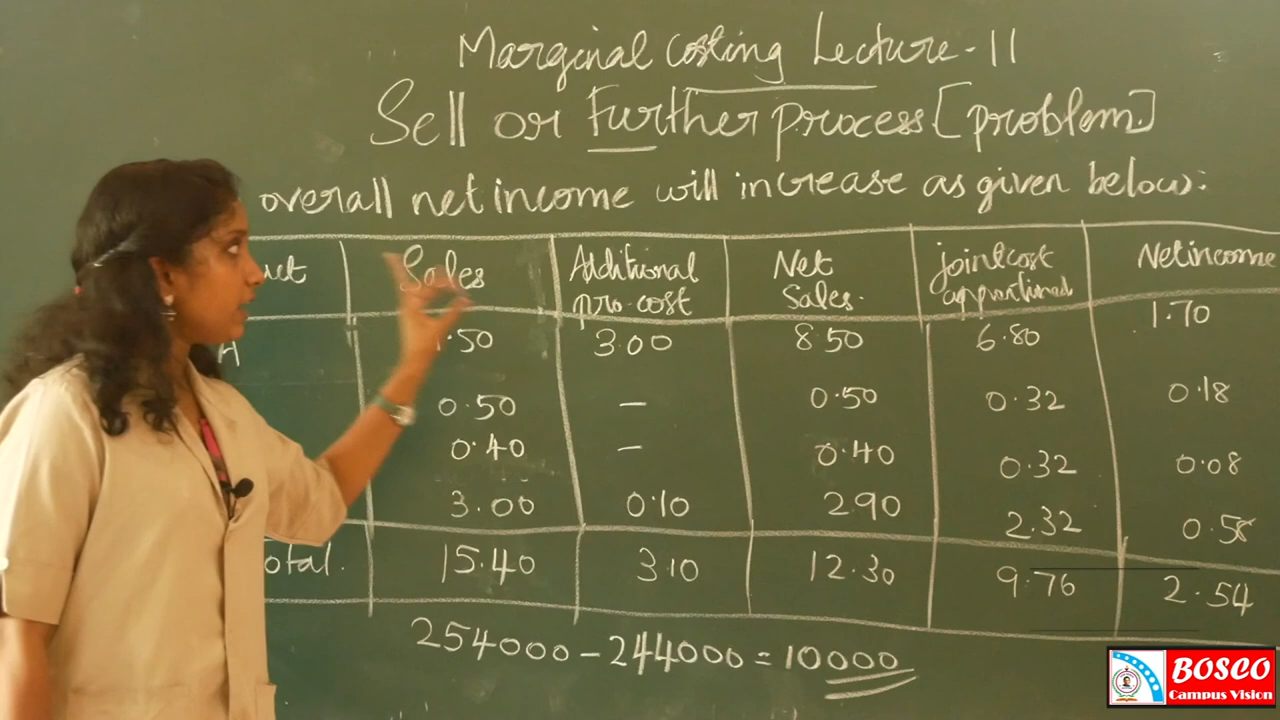 Marginal costing Lecture-11
Sell or Further process [problem.]
overall net income will increase as given below:
uct Sales Additional pro.cost Net Sales. joint cost apportioned Net income
A .50 3.00 8.50 6.80 1.70
0.50 – 0.50 0.32 0.18
0.40 – 0.40 0.32 0.08
3.00 0.10 2.90 2.32 0.58
otal. 15.40 3.10 12.30 9.76 2.54
254000 – 244000 = 10000
BOSCO
Campus Vision